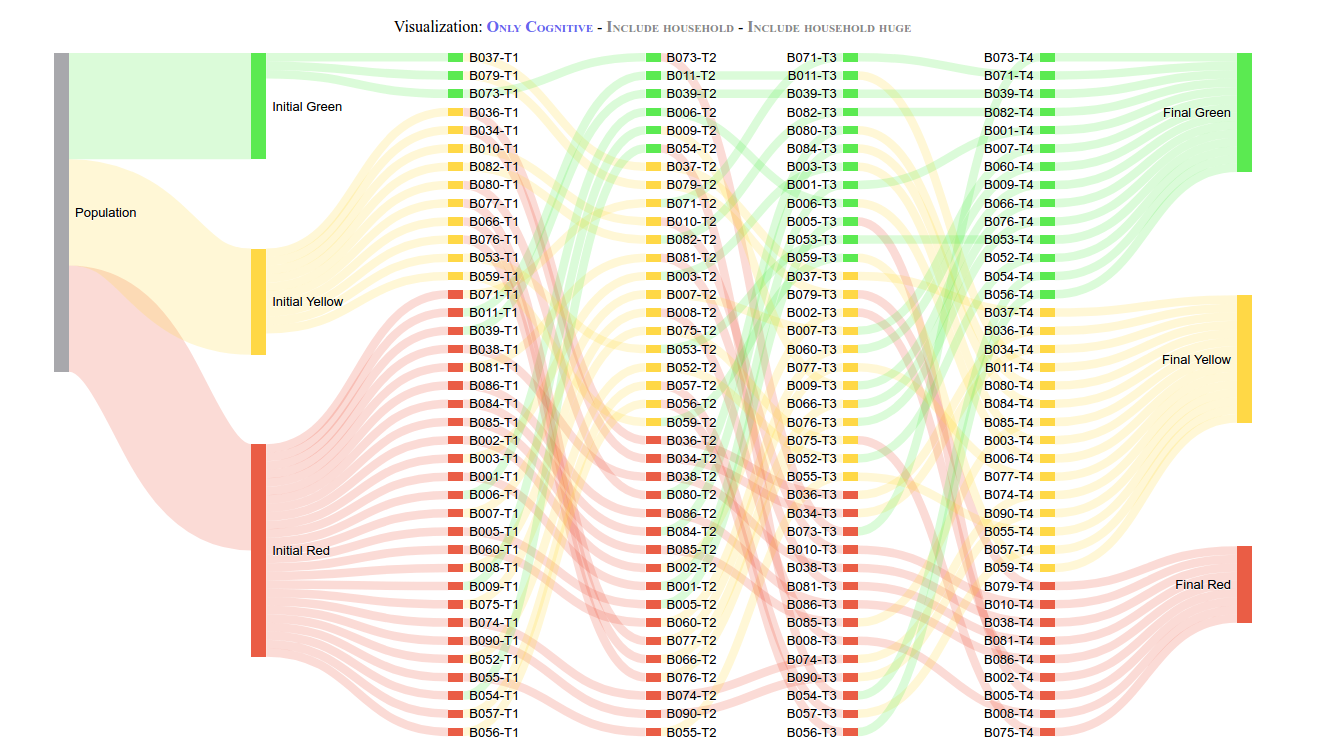 Visualization: Only Cognitive - Include household - Include household huge
B037-T1 B073-T2 B071-T3 B073-T4
B079-T1 B011-T2 B011-T3 B071-T4
B073-T1 B039-T2 B039-T3 B039-T4
Initial Green
B036-T1 B006-T2 B082-T3 B082-T4 Final Green
B034-T1 B009-T2 B080-T3 B001-T4
B010-T1 B054-T2 B084-T3 B007-T4
B082-T1 B037-T2 B003-T3 B060-T4
B080-T1 B079-T2 B001-T3 B009-T4
B077-T1 B071-T2 B006-T3 B066-T4
Population
B066-T1 B010-T2 B005-T3 B076-T4
B076-T1 B082-T2 B053-T3 B053-T4
B053-T1 B081-T2 B059-T3 B052-T4
B059-T1 B003-T2 B037-T3 B054-T4
B071-T1 B007-T2 B079-T3 B056-T4
Initial Yellow
B011-T1 B008-T2 B002-T3 B037-T4
B039-T1 B075-T2 B007-T3 B036-T4
B038-T1 B053-T2 B060-T3 B034-T4
Final Yellow
B081-T1 B052-T2 B077-T3 B011-T4
B086-T1 B057-T2 B009-T3 B080-T4
B084-T1 B056-T2 B066-T3 B084-T4
B085-T1 B059-T2 B076-T3 B085-T4
B002-T1 B036-T2 B075-T3 B003-T4
B003-T1 B034-T2 B052-T3 B006-T4
B001-T1 B038-T2 B055-T3 B077-T4
B006-T1 B080-T2 B036-T3 B074-T4
B007-T1 B086-T2 B034-T3 B090-T4
B005-T1 B084-T2 B073-T3 B055-T4
Initial Red B060-T1 B085-T2 B010-T3 B057-T4
B008-T1 B002-T2 B038-T3 B059-T4
B009-T1 B001-T2 B081-T3 B079-T4 Final Red
B075-T1 B005-T2 B086-T3 B010-T4
B074-T1 B060-T2 B085-T3 B038-T4
B090-T1 B077-T2 B008-T3 B081-T4
B052-T1 B066-T2 B074-T3 B086-T4
B055-T1 B076-T2 B090-T3 B002-T4
B054-T1 B074-T2 B054-T3 B005-T4
B057-T1 B090-T2 B057-T3 B008-T4
B056-T1 B055-T2 B056-T3 B075-T4